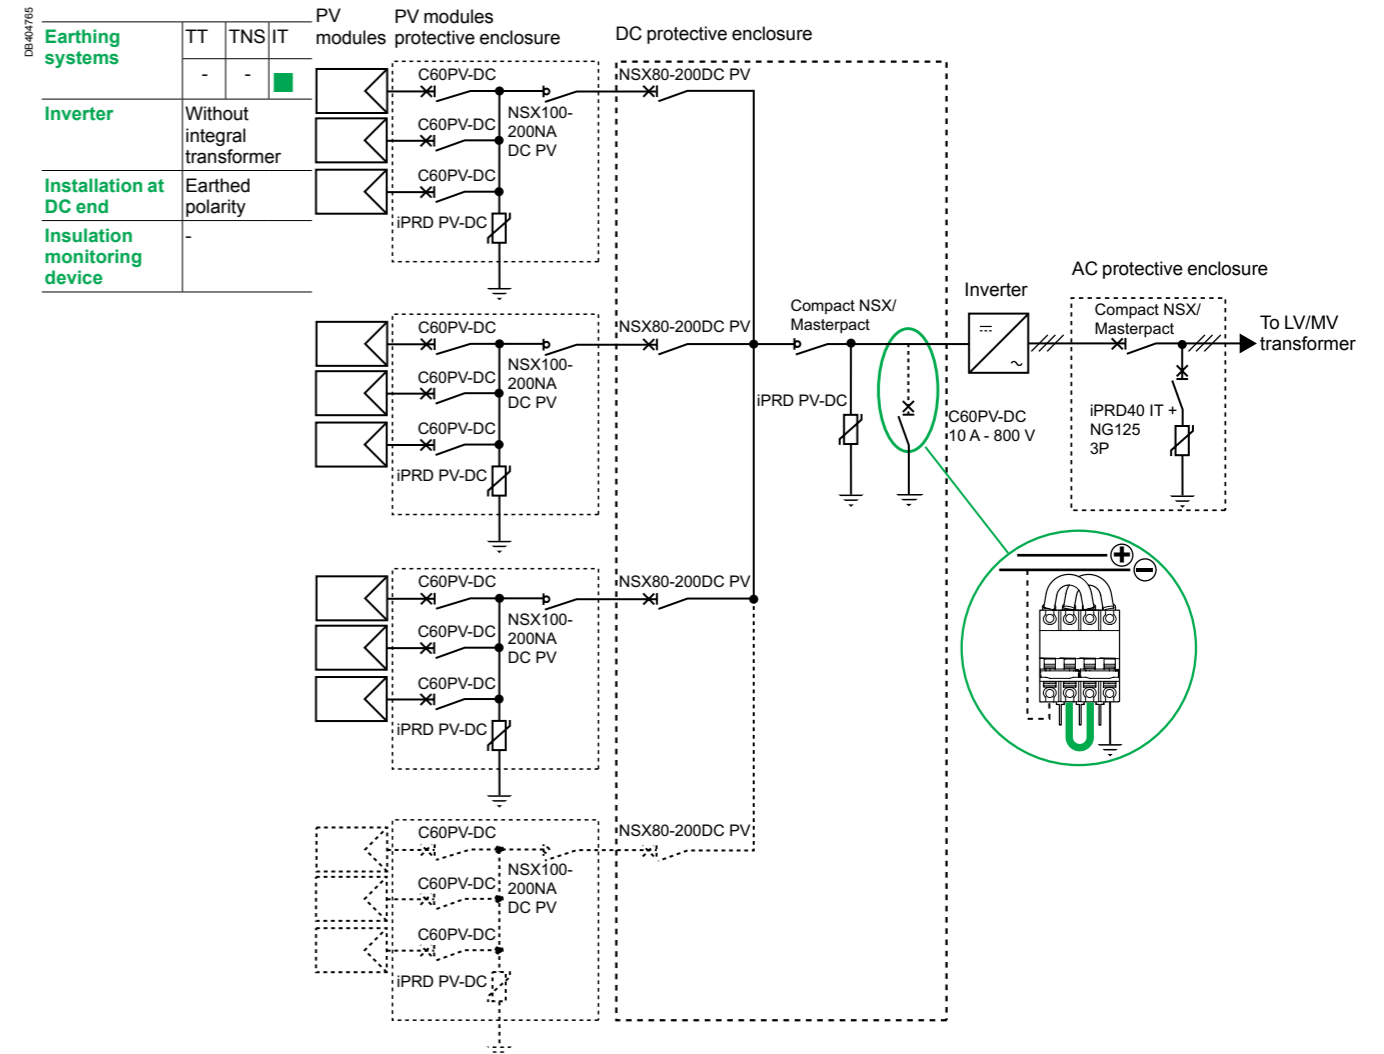 DB404765
Earthing
systems
TT
TNS
IT
-
-
Inverter
Without
integral
transformer
Installation at
DC end
Earthed
polarity
Insulation
monitoring
device
-
PV
modules
PV modules
protective enclosure
DC protective enclosure
C60PV-DC
C60PV-DC
C60PV-DC
NSX100-
200NA
DC PV
iPRD PV-DC
NSX80-200DC PV
C60PV-DC
C60PV-DC
C60PV-DC
NSX100-
200NA
DC PV
iPRD PV-DC
NSX80-200DC PV
C60PV-DC
C60PV-DC
C60PV-DC
NSX100-
200NA
DC PV
iPRD PV-DC
NSX80-200DC PV
C60PV-DC
C60PV-DC
C60PV-DC
NSX100-
200NA
DC PV
iPRD PV-DC
NSX80-200DC PV
Compact NSX/
Masterpact
iPRD PV-DC
C60PV-DC
10 A - 800 V
Inverter
AC protective enclosure
Compact NSX/
Masterpact
iPRD40 IT +
NG125
3P
To LV/MV
transformer
+
−